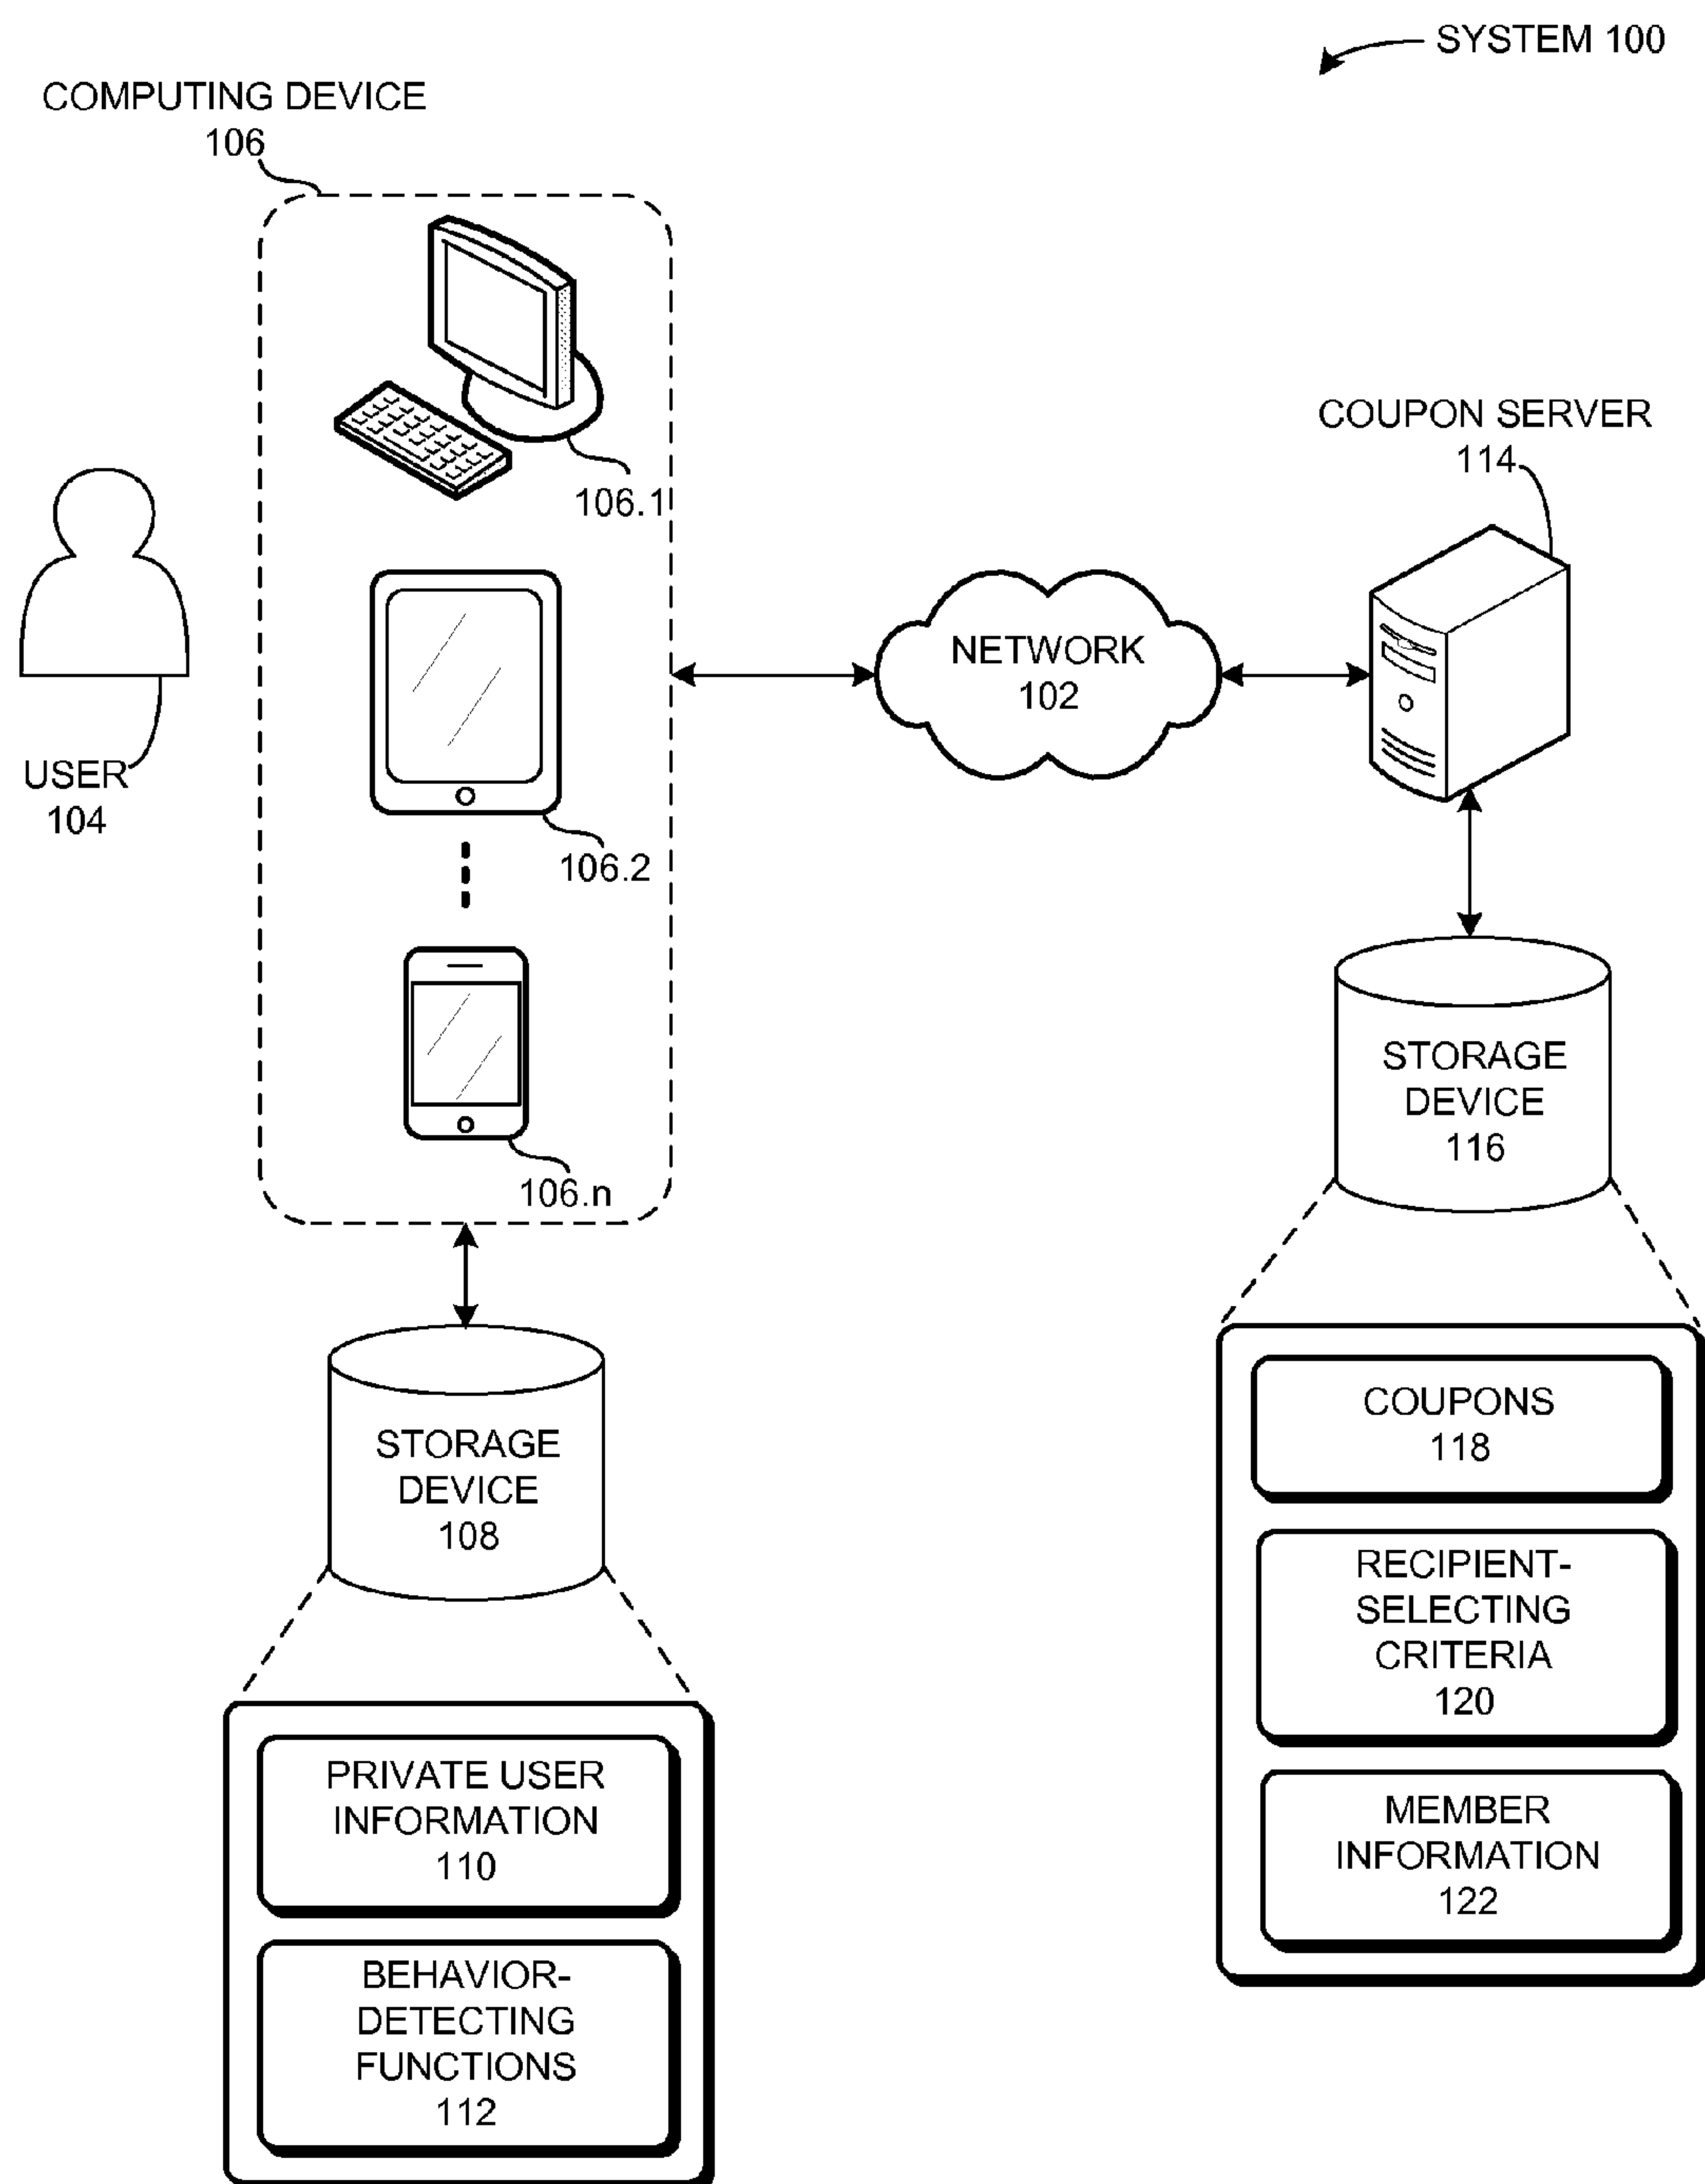 SYSTEM 100
COMPUTING DEVICE
106
106.1
COUPON SERVER
114
NETWORK
102
USER
104
106.2
106.n
STORAGE
DEVICE
116
STORAGE
DEVICE
108
COUPONS
118
RECIPIENT-
SELECTING
CRITERIA
120
MEMBER
INFORMATION
122
PRIVATE USER
INFORMATION
110
BEHAVIOR-
DETECTING
FUNCTIONS
112